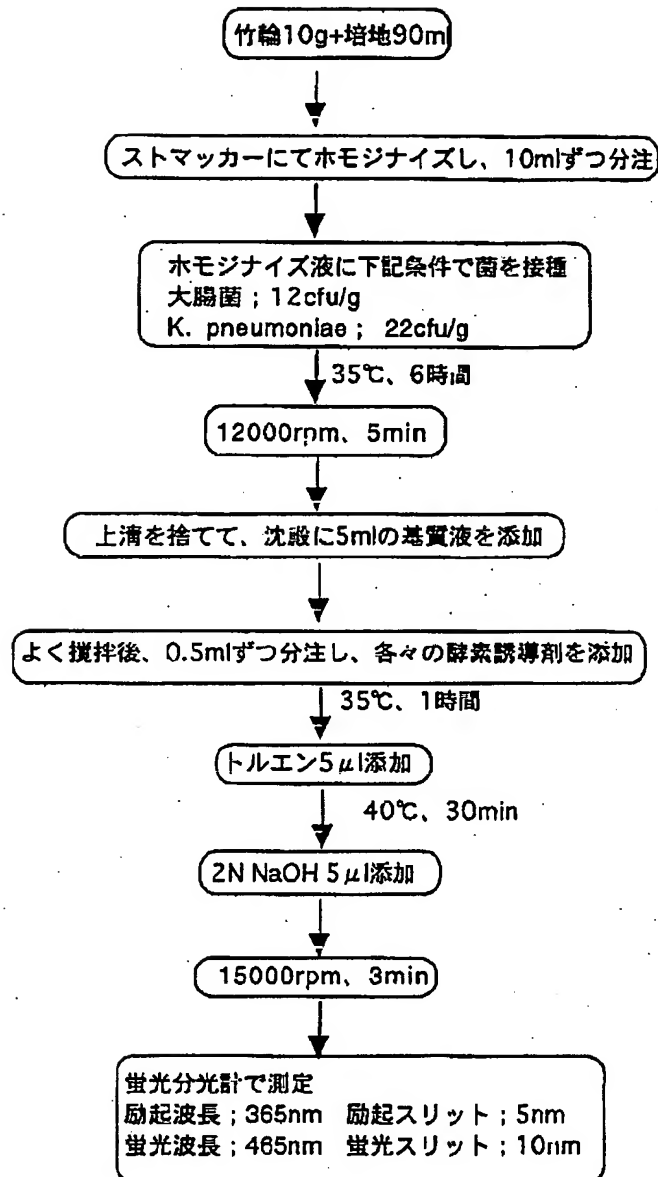 竹輪10g+培地90ml
ストマッカーにてホモジナイズし、10mlずつ分注
ホモジナイズ液に下記条件で菌を接種
大腸菌；12cfu/g
K. pneumoniae； 22cfu/g
35℃、6時間
12000rpm、5min
上清を捨てて、沈殿に5mlの基質液を添加
よく攪拌後、0.5mlずつ分注し、各々の酵素誘導剤を添加
35℃、1時間
トルエン5μl添加
40℃、30min
2N NaOH 5μl添加
15000rpm、3min
蛍光分光計で測定
励起波長；365nm 励起スリット；5nm
蛍光波長；465nm 蛍光スリット；10nm